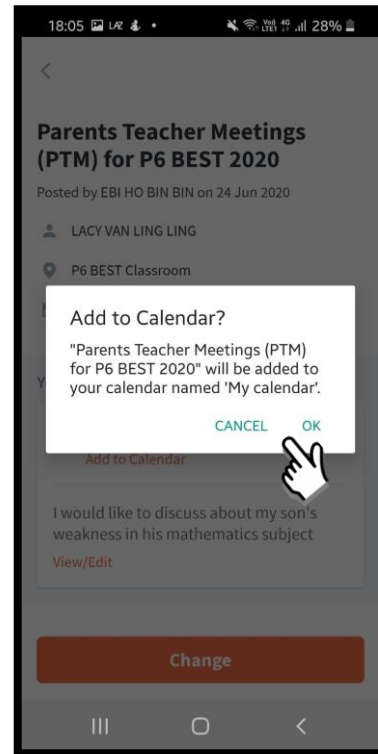 18:05 28%
Parents Teacher Meetings
(PTM) for P6 BEST 2020
Posted by EBI HO BIN BIN on 24 Jun 2020
LACY VAN LING LING
P6 BEST Classroom
Add to Calendar?
"Parents Teacher Meetings (PTM)
for P6 BEST 2020" will be added to
your calendar named 'My calendar'.
CANCEL OK
Add to Calendar
I would like to discuss about my son's
weakness in his mathematics subject
View/Edit
Change